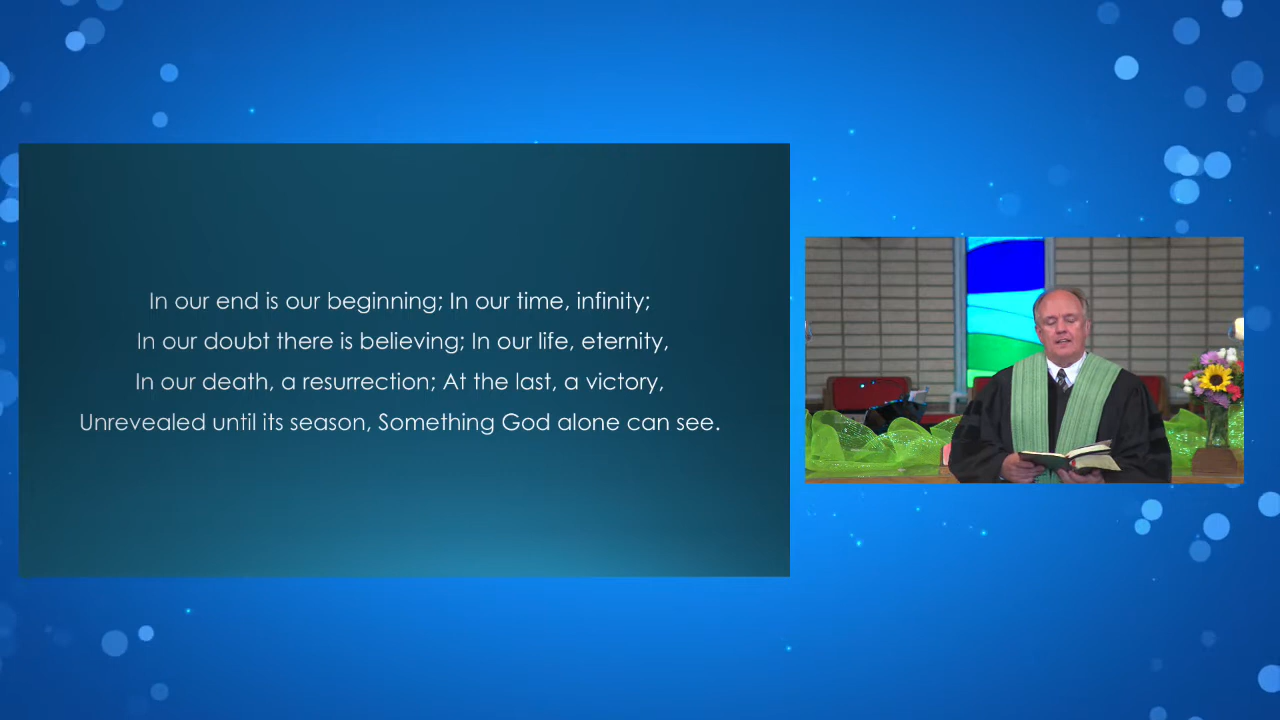 In our end is our beginning; In our time, infinity;
In our doubt there is believing; In our life, eternity,
In our death, a resurrection; At the last, a victory,
Unrevealed until its season, Something God alone can see.